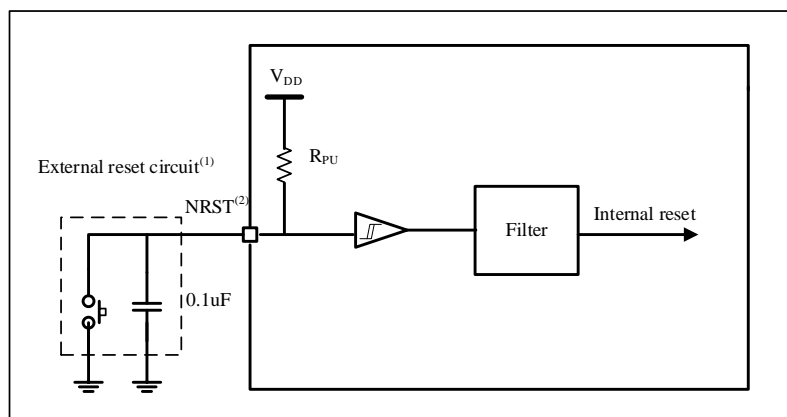 V_DD
R_PU
External reset circuit(1)
NRST(2)
Filter
Internal reset
0.1uF